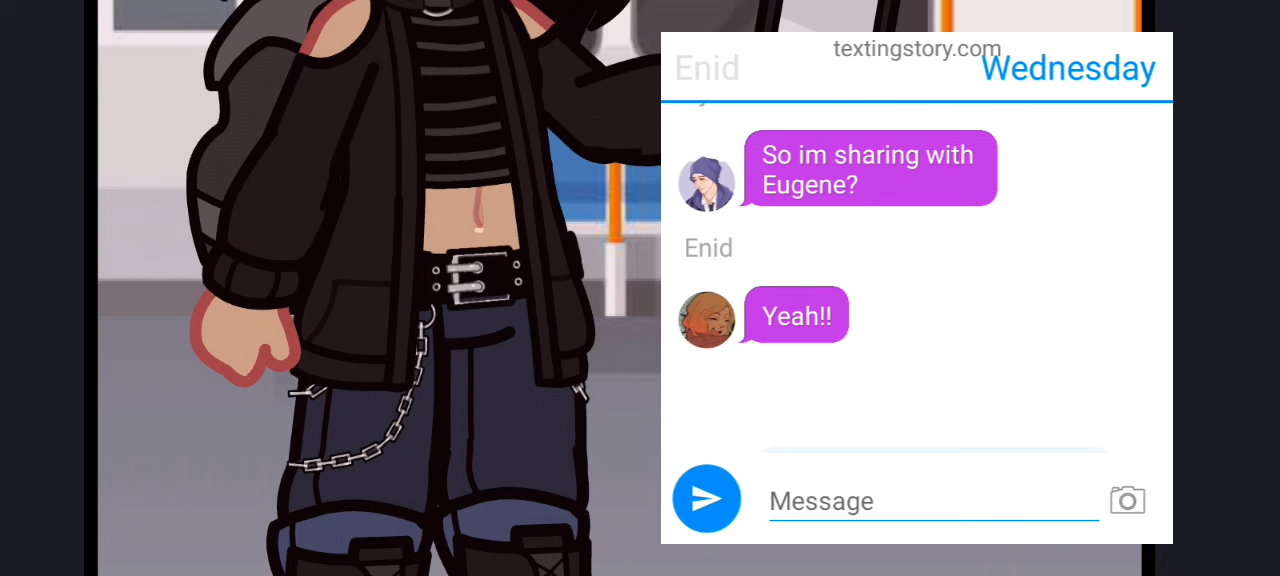 textingstory.com
Enid
Wednesday
So im sharing with
Eugene?
Enid
Yeah!!
Message